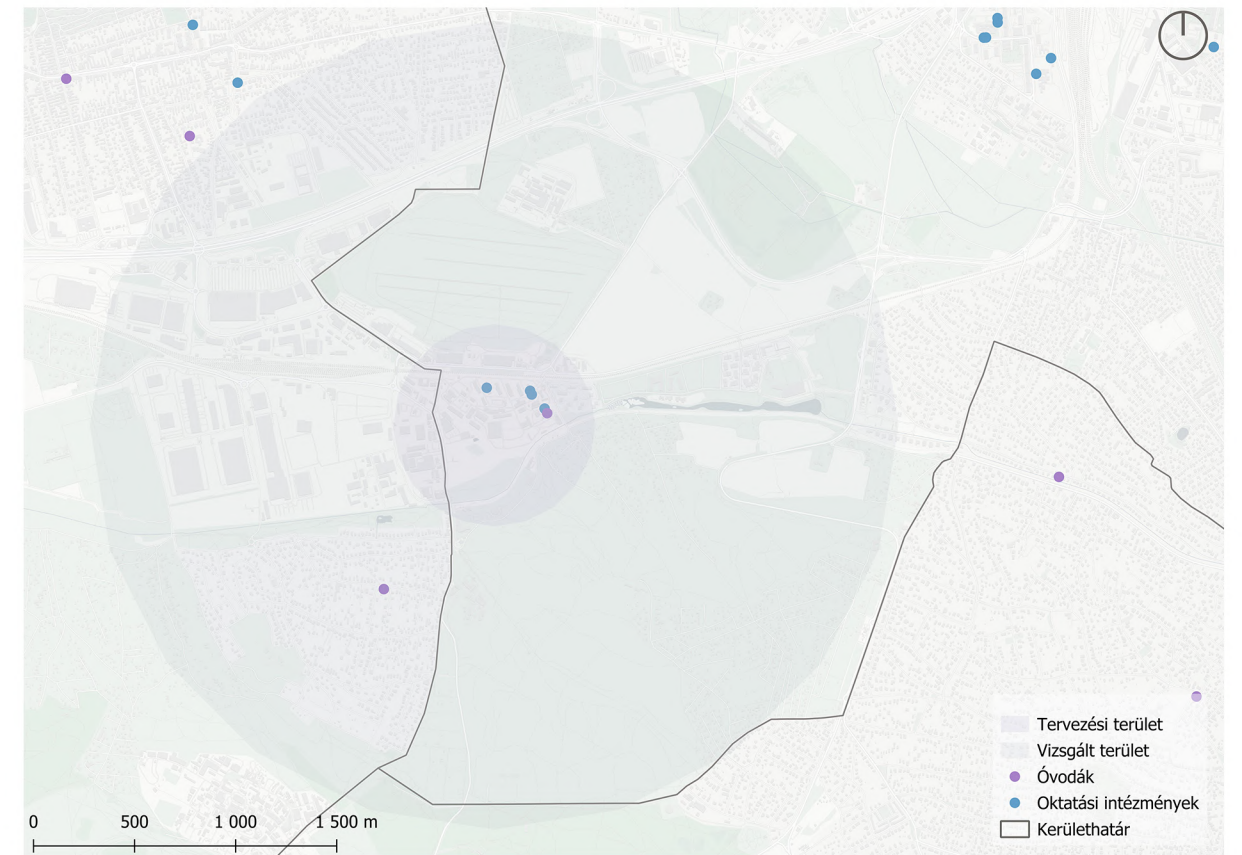 Tervezési terület
Vizsgált terület
Óvodák
Oktatási intézmények
Kerülethatár
0 500 1 000 1 500 m